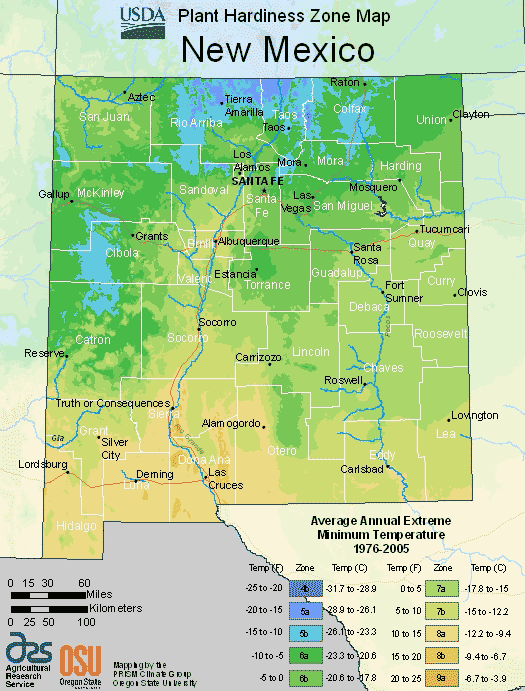 USDA
Plant Hardiness Zone Map
New Mexico
Raton
Aztec
Tierra
Amarilla
Taos
Colfax
San Juan
Rio Arriba
Taos
Union
Clayton
Los
Alamos
Mora
Mora
Harding
SANTA FE
Mosquero
Gallup
McKinley
Sandoval
Santa
Fe
Las
Vegas
San Miguel
Grants
Albuquerque
Tucumcari
Quay
Cibola
Santa
Rosa
Valenc
Estancia
Torrance
Guadalup
Fort
Sumner
Curry
Clovis
Debaca
Socorro
Socorro
Roosevelt
Catron
Reserve
Carrizozo
Lincoln
Chaves
Roswell
Truth or Consequences
Sierra
Lovington
Grant
Gila
Silver
City
Alamogordo
Otero
Lea
Eddy
Carlsbad
Lordsburg
Deming
Luna
Dona Ana
Las
Cruces
Hidalgo
Average Annual Extreme
Minimum Temperature
1976-2005
Temp (F) Zone Temp (C) Temp (F) Zone Temp (C)
-25 to -20 4b -31.7 to -28.9 0 to 5 7a -17.8 to -15
-20 to -15 5a -28.9 to -26.1 5 to 10 7b -15 to -12.2
-15 to -10 5b -26.1 to -23.3 10 to 15 8a -12.2 to -9.4
-10 to -5 6a -23.3 to -20.6 15 to 20 8b -9.4 to -6.7
-5 to 0 6b -20.6 to -17.8 20 to 25 9a -6.7 to -3.9
0 15 30 60
Miles
Kilometers
0 25 50 100
ars
Agricultural
Research
Service
OSU
Oregon State
Mapping by the
PRISM Climate Group
Oregon State University